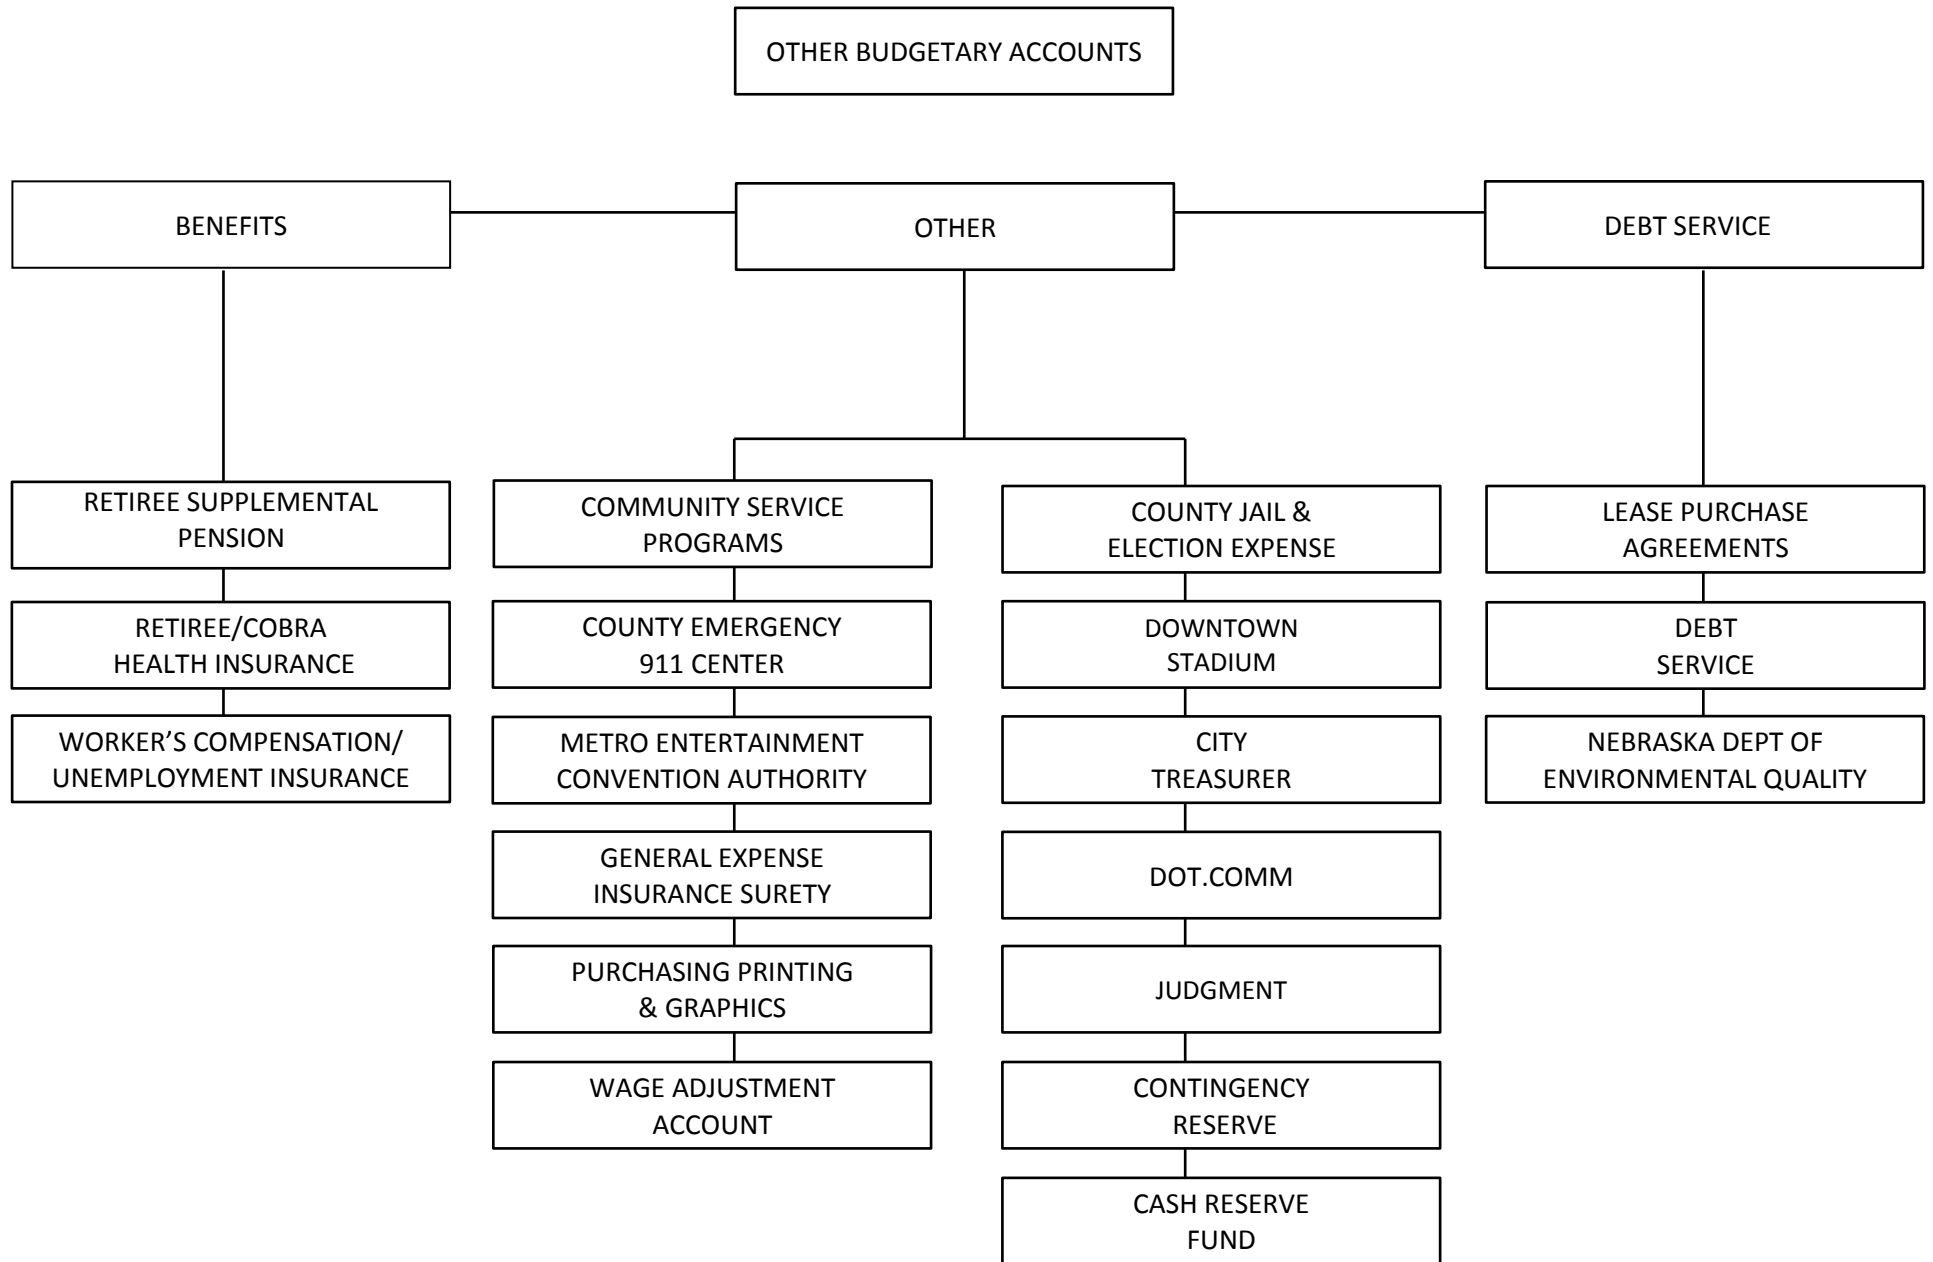 OTHER BUDGETARY ACCOUNTS
BENEFITS
OTHER
DEBT SERVICE
RETIREE SUPPLEMENTAL
PENSION
RETIREE/COBRA
HEALTH INSURANCE
WORKER’S COMPENSATION/
UNEMPLOYMENT INSURANCE
COMMUNITY SERVICE
PROGRAMS
COUNTY EMERGENCY
911 CENTER
METRO ENTERTAINMENT
CONVENTION AUTHORITY
GENERAL EXPENSE
INSURANCE SURETY
PURCHASING PRINTING
& GRAPHICS
WAGE ADJUSTMENT
ACCOUNT
COUNTY JAIL &
ELECTION EXPENSE
DOWNTOWN
STADIUM
CITY
TREASURER
DOT.COMM
JUDGMENT
CONTINGENCY
RESERVE
CASH RESERVE
FUND
LEASE PURCHASE
AGREEMENTS
DEBT
SERVICE
NEBRASKA DEPT OF
ENVIRONMENTAL QUALITY